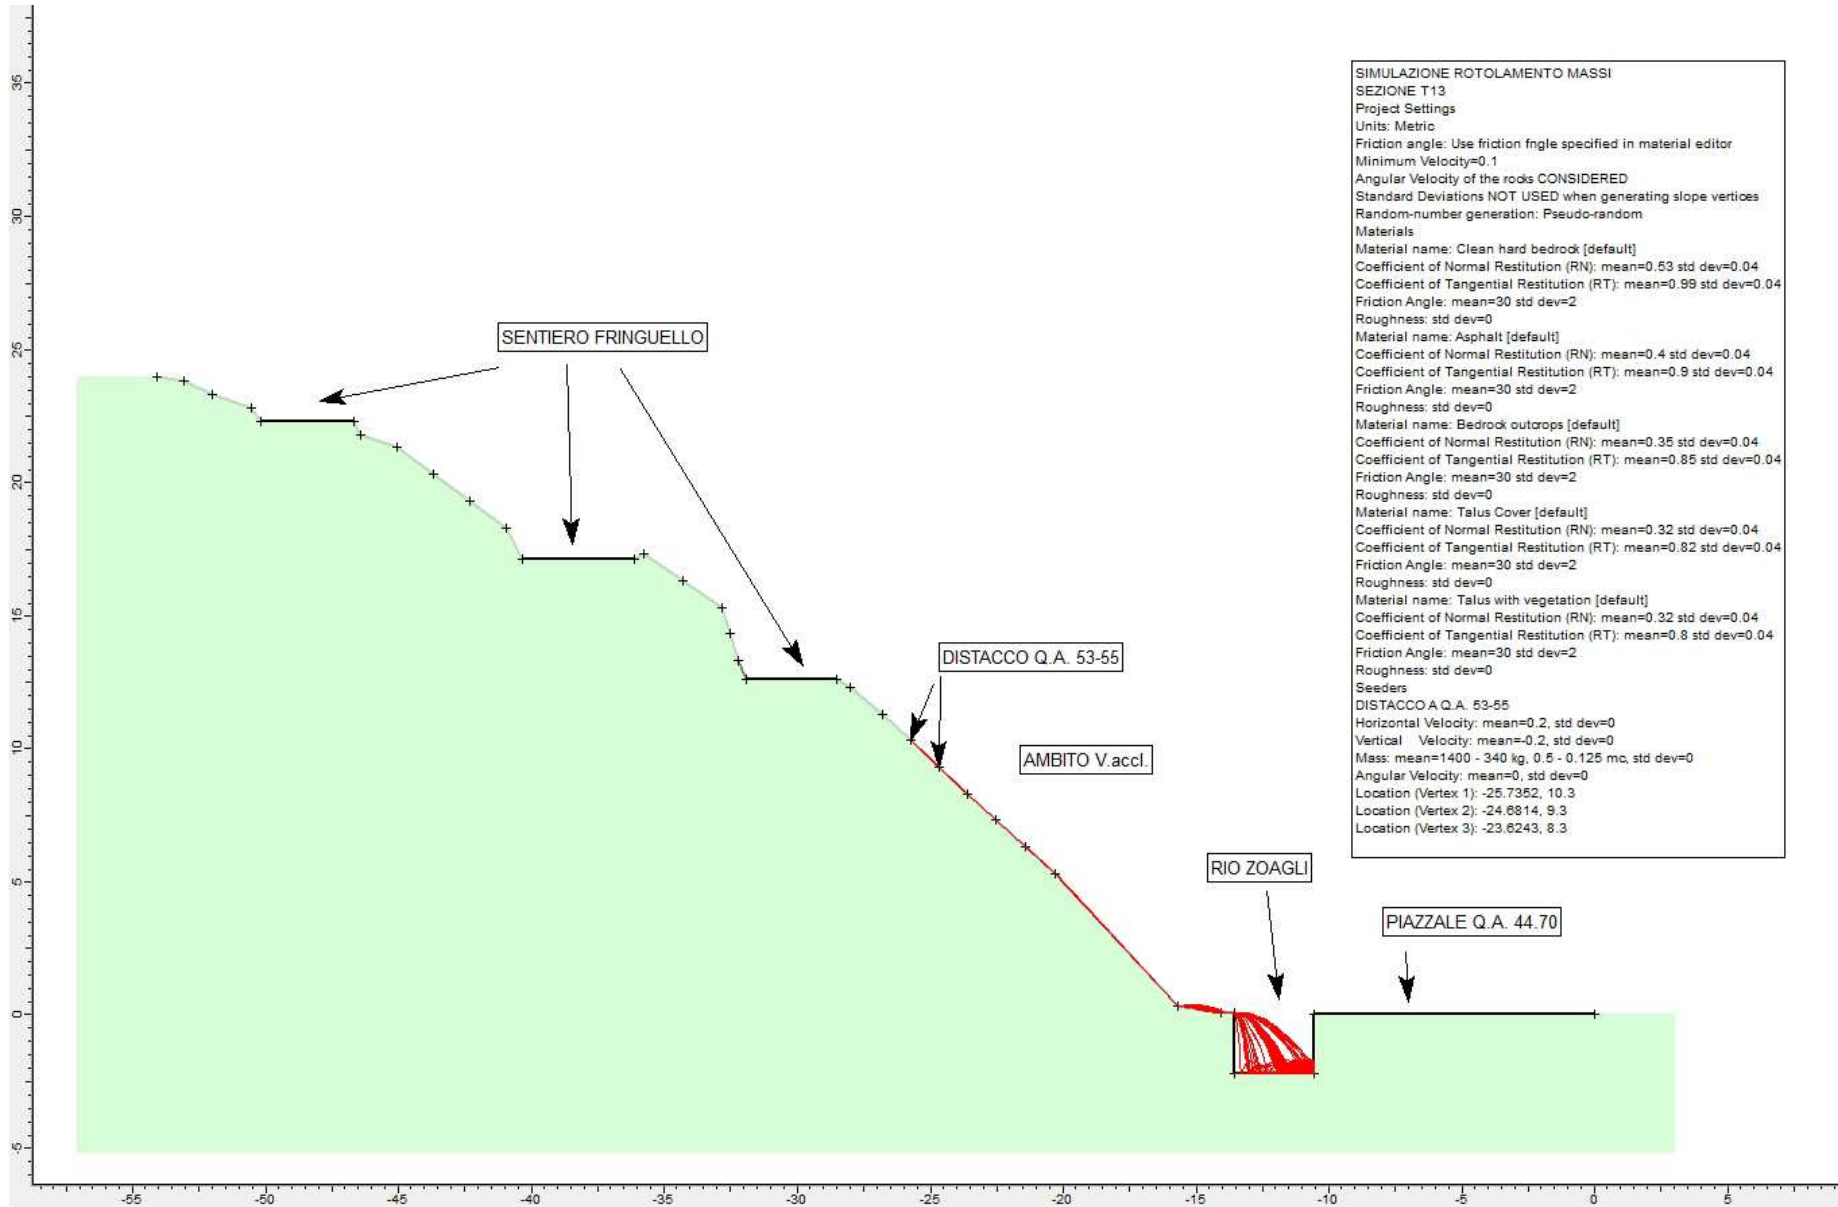 SIMULAZIONE ROTOLAMENTO MASSI
SEZIONE T13
Project Settings
Units: Metric
Friction angle: Use friction fngle specified in material editor
Minimum Velocity=0.1
Angular Velocity of the rocks CONSIDERED
Standard Deviations NOT USED when generating slope vertices
Random-number generation: Pseudo-random
Materials
Material name: Clean hard bedrock [default]
Coefficient of Normal Restitution (RN): mean=0.53 std dev=0.04
Coefficient of Tangential Restitution (RT): mean=0.99 std dev=0.04
Friction Angle: mean=30 std dev=2
Roughness: std dev=0
Material name: Asphalt [default]
Coefficient of Normal Restitution (RN): mean=0.4 std dev=0.04
Coefficient of Tangential Restitution (RT): mean=0.9 std dev=0.04
Friction Angle: mean=30 std dev=2
Roughness: std dev=0
Material name: Bedrock outcrops [default]
Coefficient of Normal Restitution (RN): mean=0.35 std dev=0.04
Coefficient of Tangential Restitution (RT): mean=0.85 std dev=0.04
Friction Angle: mean=30 std dev=2
Roughness: std dev=0
Material name: Talus Cover [default]
Coefficient of Normal Restitution (RN): mean=0.32 std dev=0.04
Coefficient of Tangential Restitution (RT): mean=0.82 std dev=0.04
Friction Angle: mean=30 std dev=2
Roughness: std dev=0
Material name: Talus with vegetation [default]
Coefficient of Normal Restitution (RN): mean=0.32 std dev=0.04
Coefficient of Tangential Restitution (RT): mean=0.8 std dev=0.04
Friction Angle: mean=30 std dev=2
Roughness: std dev=0
Seeders
DISTACCO A Q.A. 53-55
Horizontal Velocity: mean=0.2, std dev=0
Vertical Velocity: mean=-0.2, std dev=0
Mass: mean=1400 - 340 kg, 0.5 - 0.125 mc, std dev=0
Angular Velocity: mean=0, std dev=0
Location (Vertex 1): -25.7352, 10.3
Location (Vertex 2): -24.6814, 9.3
Location (Vertex 3): -23.6243, 8.3
SENTIERO FRINGUELLO
DISTACCO Q.A. 53-55
AMBITO V.accl.
RIO ZOAGLI
PIAZZALE Q.A. 44.70
35
30
25
20
15
10
5
0
-5
-55 -50 -45 -40 -35 -30 -25 -20 -15 -10 -5 0 5